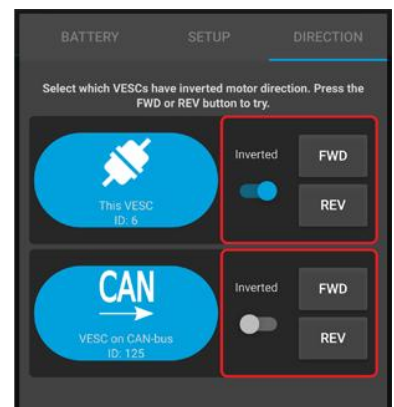 BATTERY SETUP DIRECTION
Select which VESCs have inverted motor direction. Press the
FWD or REV button to try.
This VESC
ID: 6
Inverted
FWD
REV
CAN
VESC on CAN-bus
ID: 125
Inverted
FWD
REV